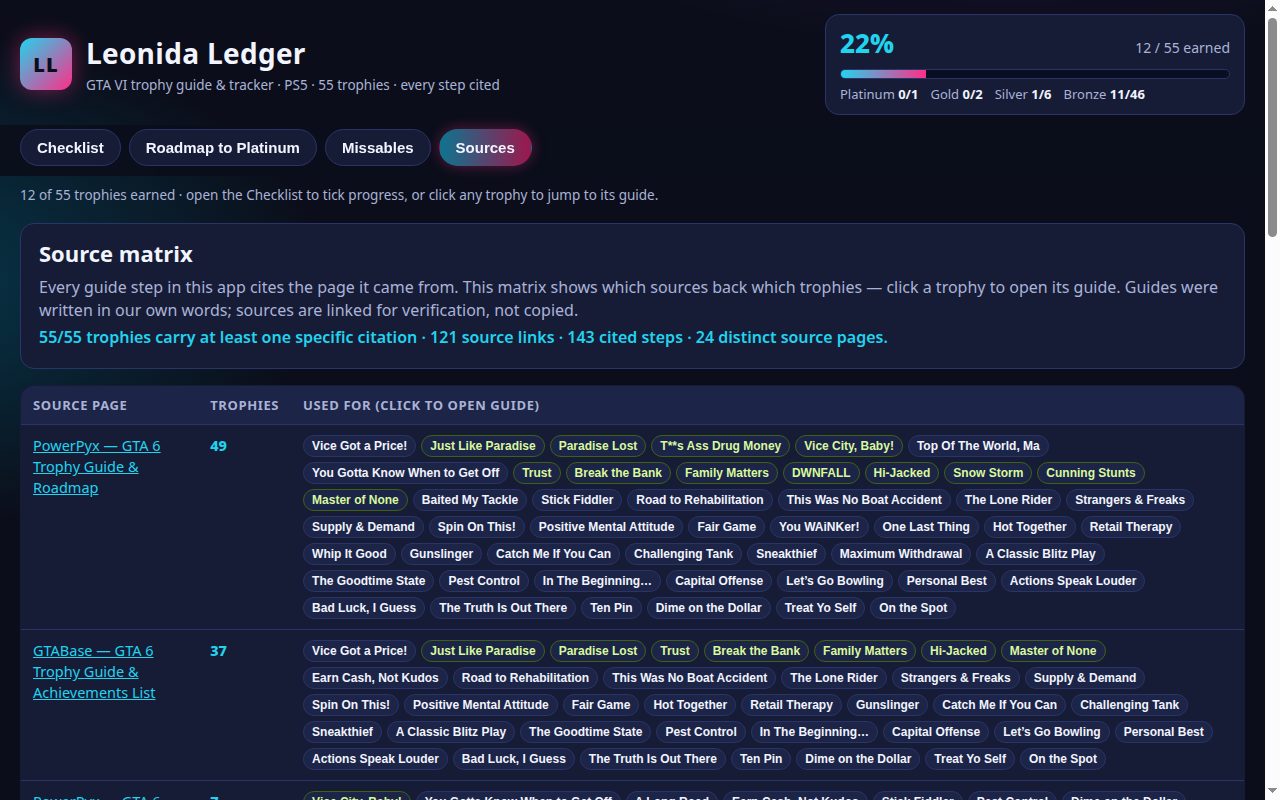 LL
Leonida Ledger
GTA VI trophy guide & tracker · PS5 · 55 trophies · every step cited
22%
12 / 55 earned
Platinum 0/1 Gold 0/2 Silver 1/6 Bronze 11/46
Checklist Roadmap to Platinum Missables Sources
12 of 55 trophies earned · open the Checklist to tick progress, or click any trophy to jump to its guide.
Source matrix
Every guide step in this app cites the page it came from. This matrix shows which sources back which trophies — click a trophy to open its guide. Guides were
written in our own words; sources are linked for verification, not copied.
55/55 trophies carry at least one specific citation · 121 source links · 143 cited steps · 24 distinct source pages.
SOURCE PAGE TROPHIES USED FOR (CLICK TO OPEN GUIDE)
PowerPyx — GTA 6
Trophy Guide &
Roadmap
49
Vice Got a Price! Just Like Paradise Paradise Lost T**s Ass Drug Money Vice City, Baby! Top Of The World, Ma
You Gotta Know When to Get Off Trust Break the Bank Family Matters DWNFALL Hi-Jacked Snow Storm Cunning Stunts
Master of None Baited My Tackle Stick Fiddler Road to Rehabilitation This Was No Boat Accident The Lone Rider Strangers & Freaks
Supply & Demand Spin On This! Positive Mental Attitude Fair Game You WAiNKer! One Last Thing Hot Together Retail Therapy
Whip It Good Gunslinger Catch Me If You Can Challenging Tank Sneakthief Maximum Withdrawal A Classic Blitz Play
The Goodtime State Pest Control In The Beginning… Capital Offense Let's Go Bowling Personal Best Actions Speak Louder
Bad Luck, I Guess The Truth Is Out There Ten Pin Dime on the Dollar Treat Yo Self On the Spot
GTABase — GTA 6
Trophy Guide &
Achievements List
37
Vice Got a Price! Just Like Paradise Paradise Lost Trust Break the Bank Family Matters Hi-Jacked Master of None
Earn Cash, Not Kudos Road to Rehabilitation This Was No Boat Accident The Lone Rider Strangers & Freaks Supply & Demand
Spin On This! Positive Mental Attitude Fair Game Hot Together Retail Therapy Gunslinger Catch Me If You Can Challenging Tank
Sneakthief A Classic Blitz Play The Goodtime State Pest Control In The Beginning… Capital Offense Let's Go Bowling Personal Best
Actions Speak Louder Bad Luck, I Guess The Truth Is Out There Ten Pin Dime on the Dollar Treat Yo Self On the Spot
PowerPyx — GTA 6